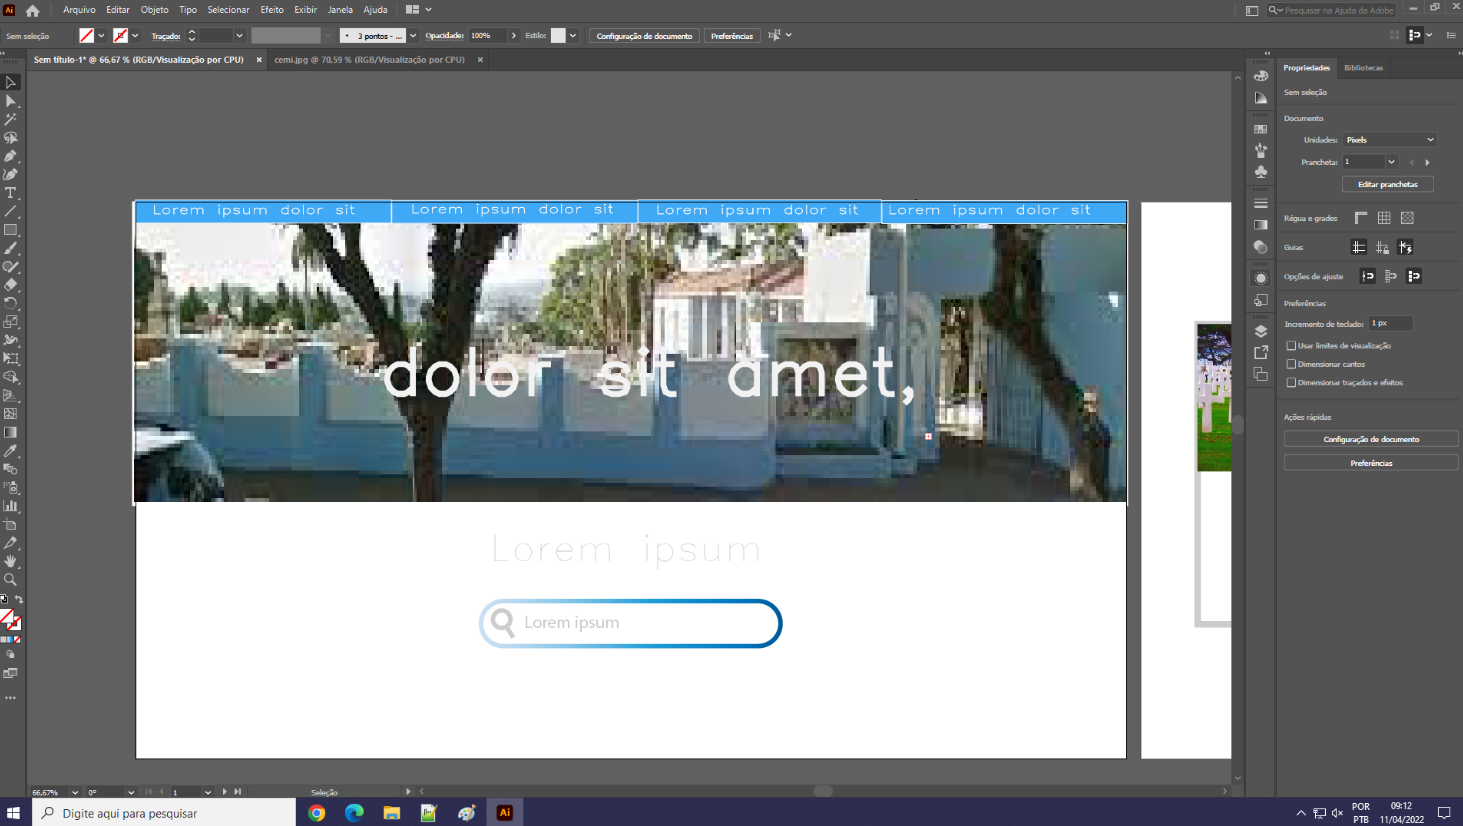 Ai Arquivo Editar Objeto Tipo Selecionar Efeito Exibir Janela Ajuda Pesquisar na Ajuda da Adobe
Sem seleção Traçado: 3 pontos - ... Opacidade: 100% Estilo: Configuração de documento Preferências
Sem título-1* @ 66,67 % (RGB/Visualização por CPU) × cemi.jpg @ 70,59 % (RGB/Visualização por CPU) ×
Propriedades Bibliotecas
Sem seleção
Documento
Unidades: Pixels
Prancheta: 1
Editar pranchetas
Régua e grades
Guias
Opções de ajuste
Preferências
Incremento de teclado: 1 px
Usar limites de visualização
Dimensionar cantos
Dimensionar traçados e efeitos
Ações rápidas
Configuração de documento
Preferências
Lorem ipsum dolor sit Lorem ipsum dolor sit Lorem ipsum dolor sit Lorem ipsum dolor sit
dolor sit amet,
Lorem ipsum
Lorem ipsum
66,67% 0° 1 Seleção
Digite aqui para pesquisar Ai POR 09:12
PTB 11/04/2022